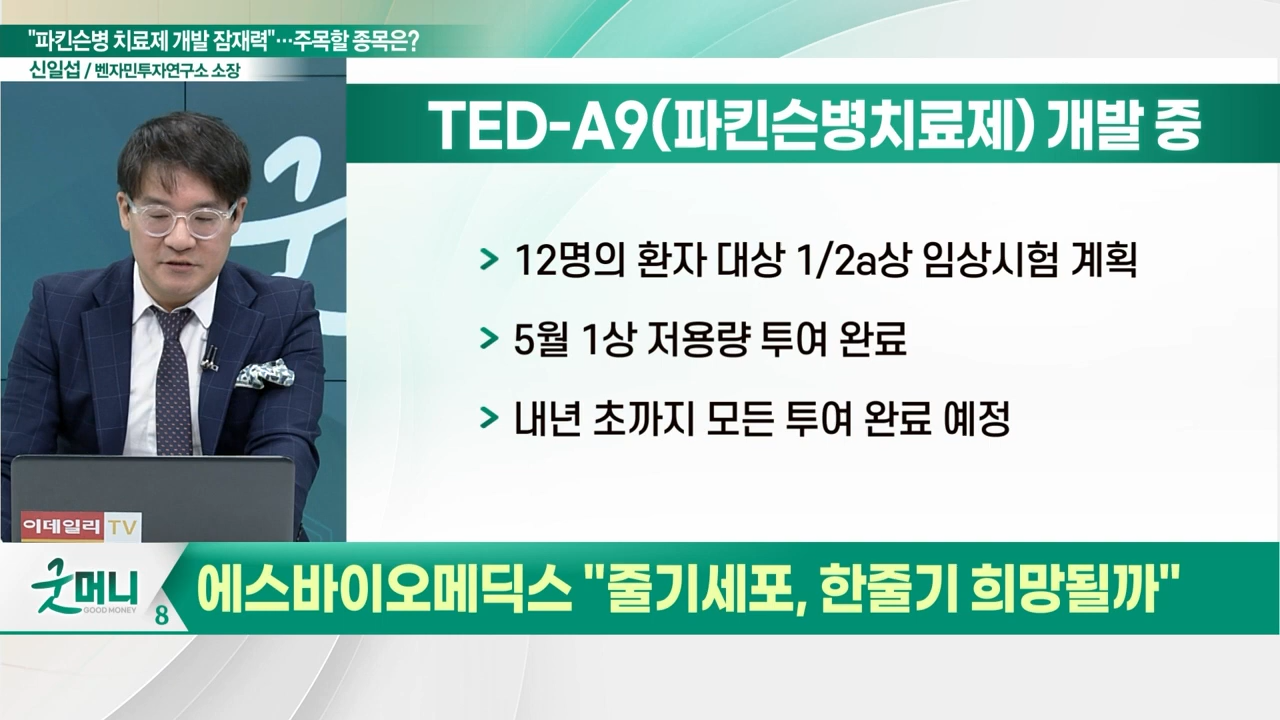 "파킨슨병 치료제 개발 잠재력"…주목할 종목은?
신일섭 / 벤자민투자연구소 소장
TED-A9(파킨슨병치료제) 개발 중
> 12명의 환자 대상 1/2a상 임상시험 계획
> 5월 1상 저용량 투여 완료
> 내년 초까지 모든 투여 완료 예정
이데일리 TV
굿머니
GOOD MONEY
8
에스바이오메딕스 "줄기세포, 한줄기 희망될까"